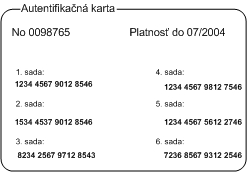 Autentifikačná karta
No 0098765 Platnosť do 07/2004
1. sada: 4. sada:
1234 4567 9012 8546 1234 4567 9812 7546
2. sada: 5. sada:
1534 4537 9012 8546 1234 4567 5612 2746
3. sada: 6. sada:
8234 2567 9712 8543 7236 8567 9312 2546